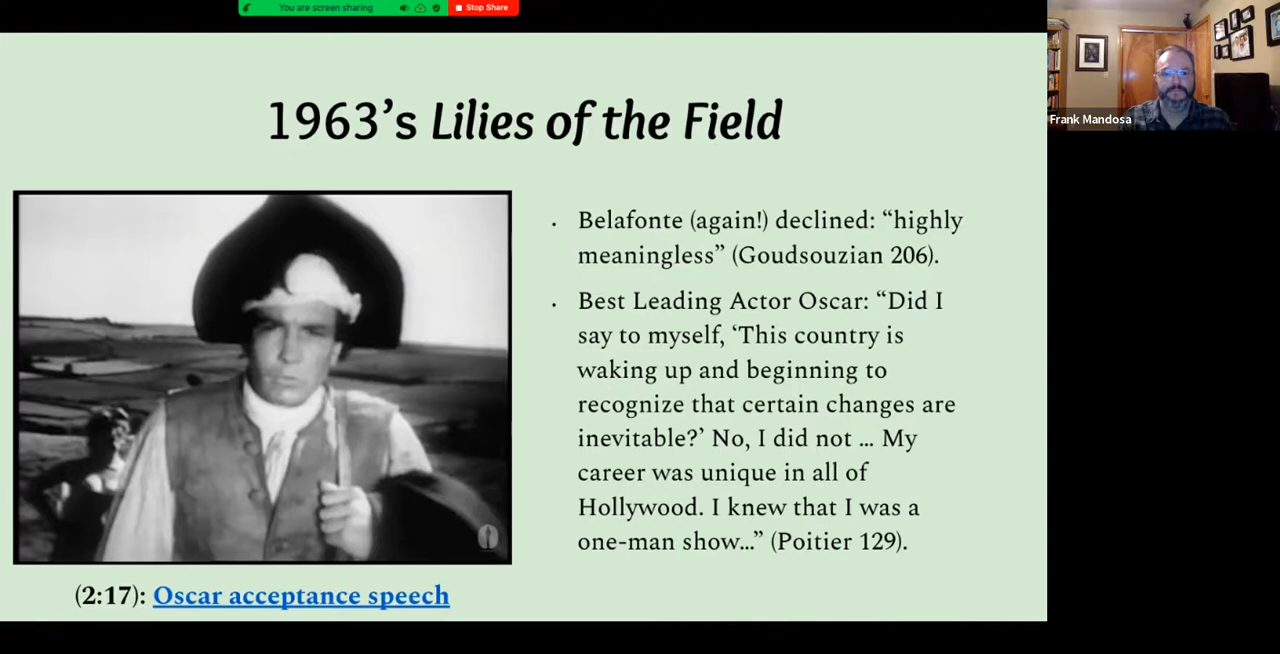 You are screen sharing
Stop Share
Frank Mandosa
1963’s Lilies of the Field
• Belafonte (again!) declined: “highly
meaningless” (Goudsouzian 206).
• Best Leading Actor Oscar: “Did I
say to myself, ‘This country is
waking up and beginning to
recognize that certain changes are
inevitable?’ No, I did not ... My
career was unique in all of
Hollywood. I knew that I was a
one-man show...” (Poitier 129).
(2:17): Oscar acceptance speech